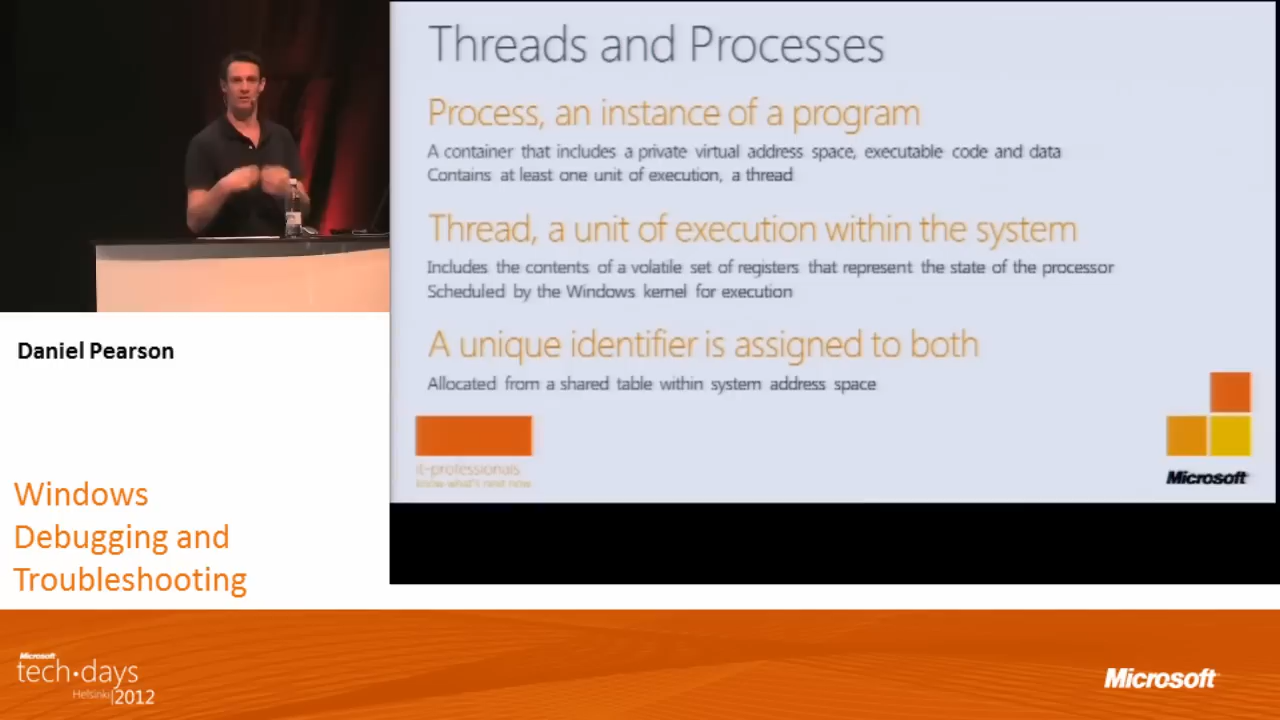 Threads and Processes
Process, an instance of a program
A container that includes a private virtual address space, executable code and data
Contains at least one unit of execution, a thread
Thread, a unit of execution within the system
Includes the contents of a volatile set of registers that represent the state of the processor
Scheduled by the Windows kernel for execution
A unique identifier is assigned to both
Allocated from a shared table within system address space
it-professionals
know what's next now
Microsoft
Daniel Pearson
Windows
Debugging and
Troubleshooting
Microsoft
tech·days
Helsinki|2012
Microsoft